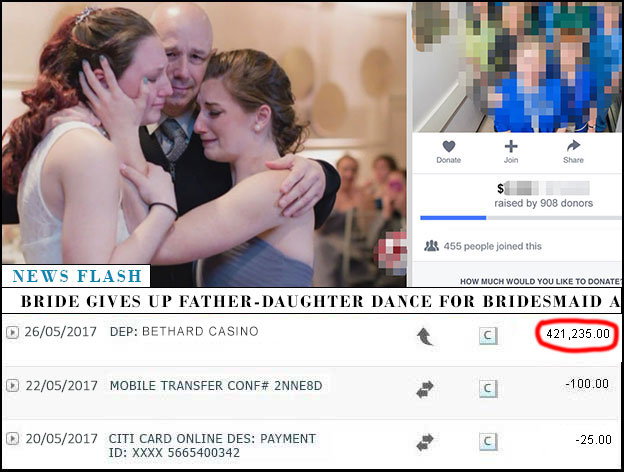 Donate
Join
Share
$
raised by 908 donors
455 people joined this
HOW MUCH WOULD YOU LIKE TO DONATE?
NEWS FLASH
BRIDE GIVES UP FATHER-DAUGHTER DANCE FOR BRIDESMAID A
26/05/2017 DEP: BETHARD CASINO C 421,235.00
22/05/2017 MOBILE TRANSFER CONF# 2NNE8D C -100.00
20/05/2017 CITI CARD ONLINE DES: PAYMENT C -25.00
ID: XXXX 5665400342